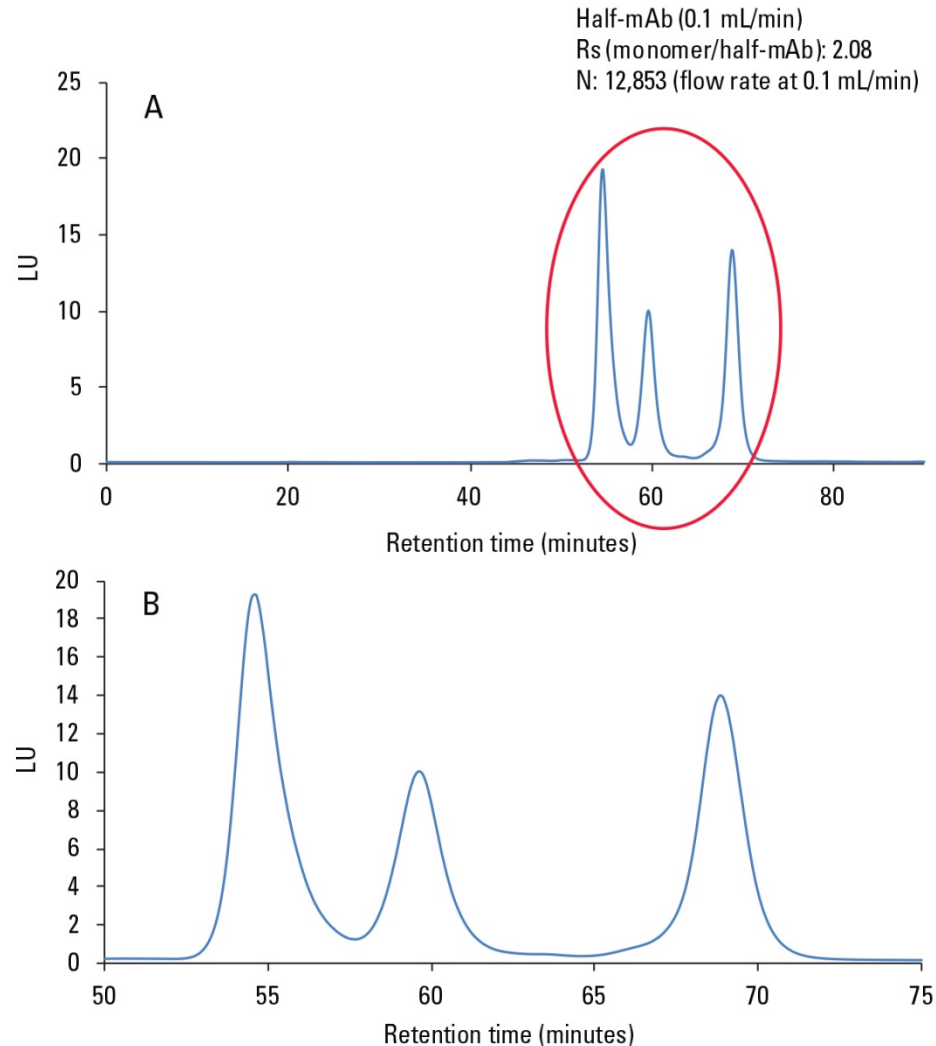 Half-mAb (0.1 mL/min)
Rs (monomer/half-mAb): 2.08
N: 12,853 (flow rate at 0.1 mL/min)
A
25
20
15
10
5
0
LU
0 20 40 60 80
Retention time (minutes)
B
20
18
16
14
12
10
8
6
4
2
0
LU
50 55 60 65 70 75
Retention time (minutes)